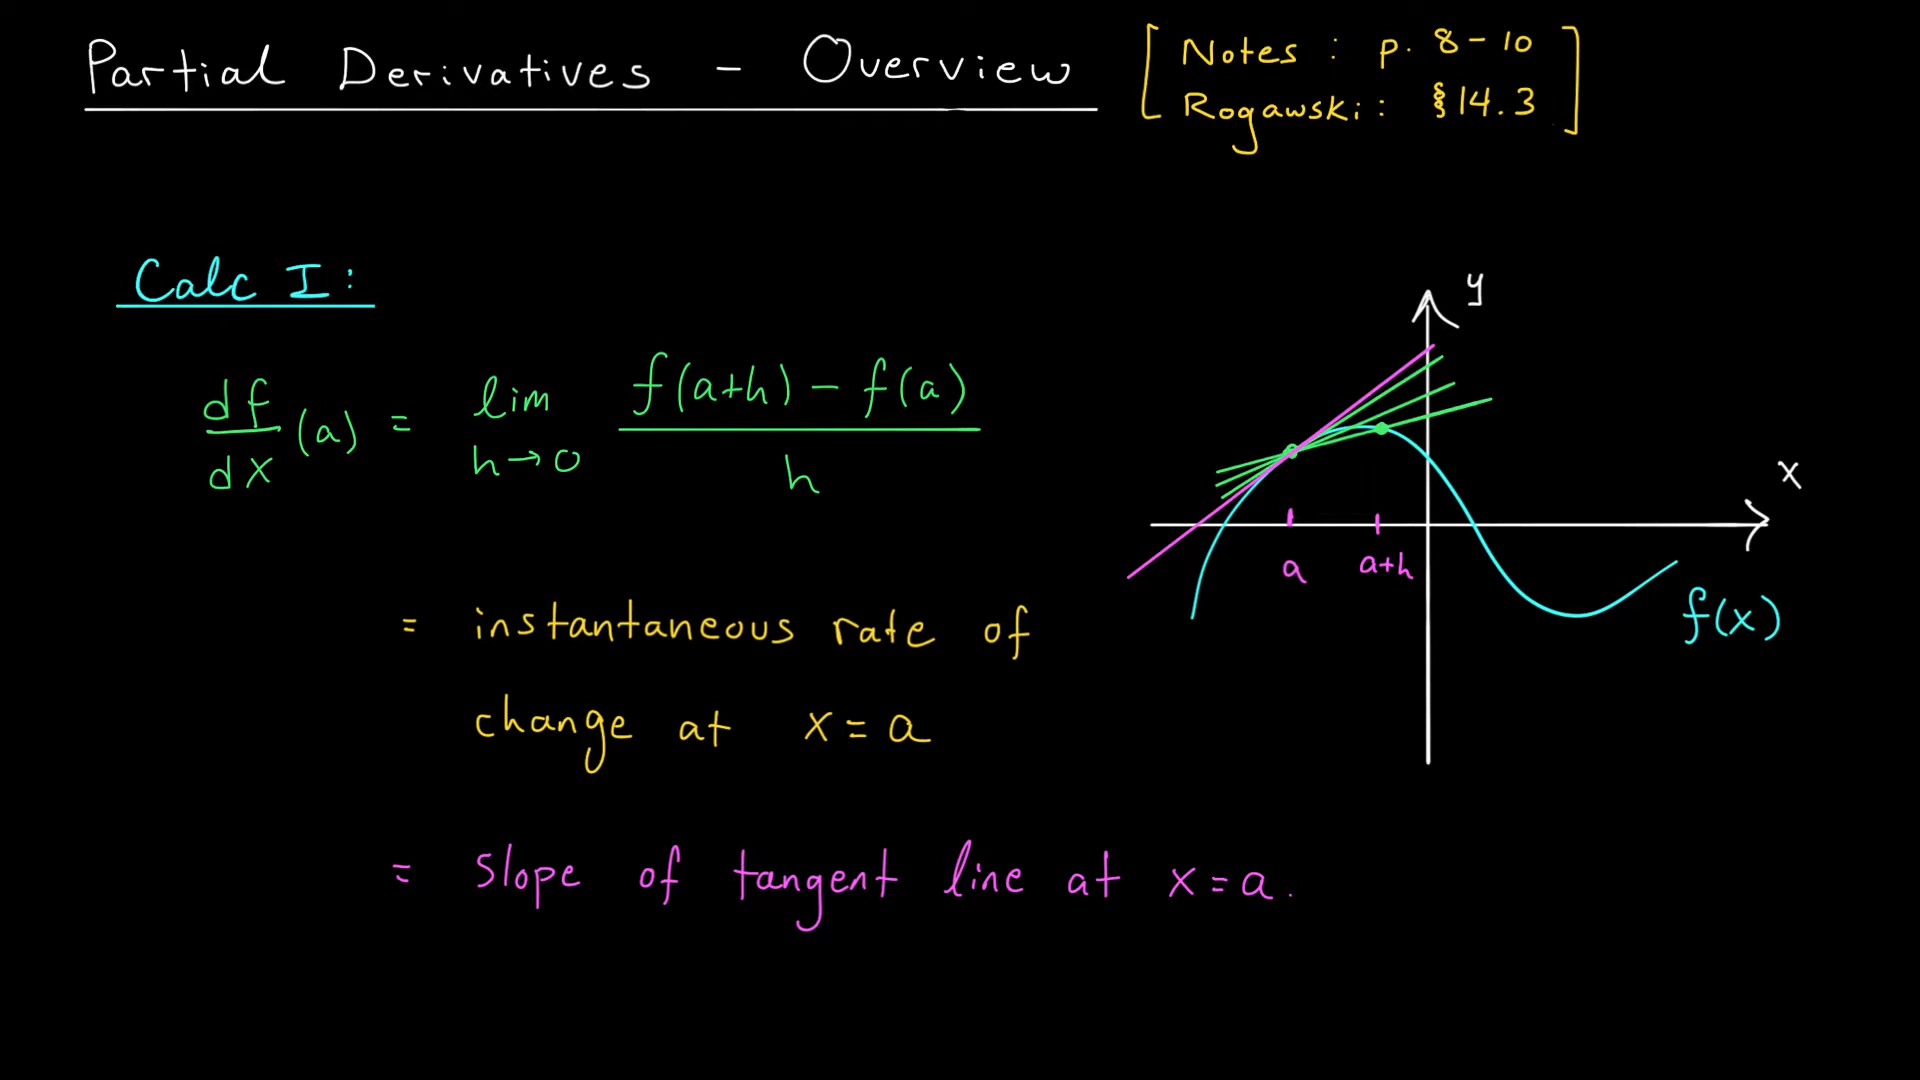 Partial Derivatives - Overview
[Notes: p. 8-10
Rogawski: §14.3]
Calc I:
df/dx (a) = lim h→0 f(a+h) - f(a) / h
= instantaneous rate of
change at x = a
= slope of tangent line at x = a.
y
x
a
a+h
f(x)